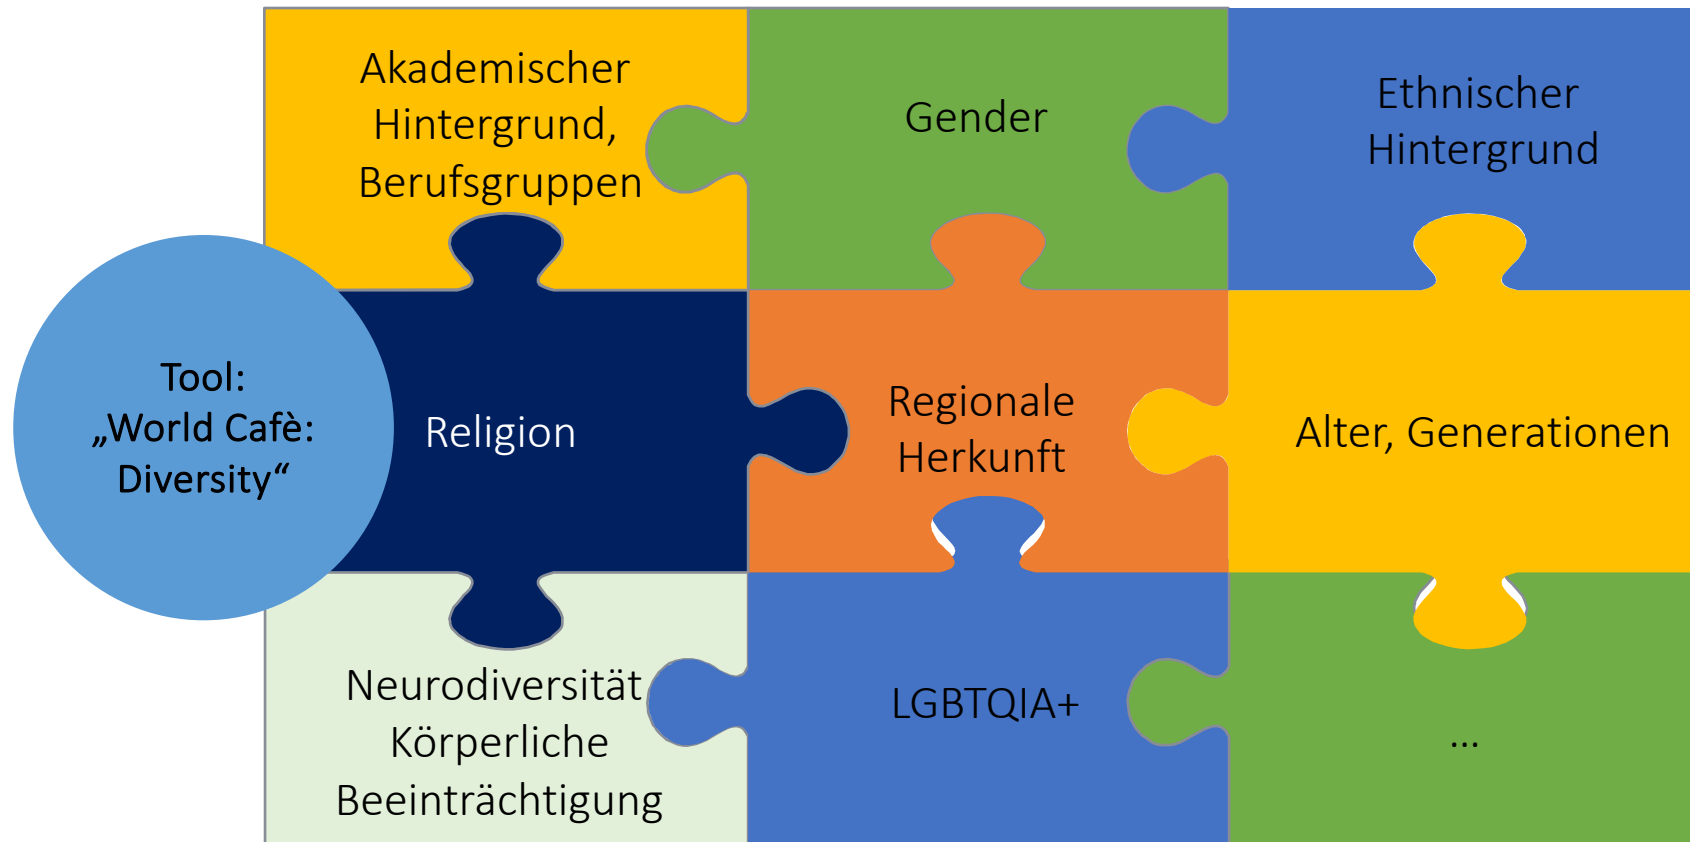 Akademischer
Hintergrund,
Berufsgruppen
Gender
Ethnischer
Hintergrund
Tool:
„World Cafè:
Diversity“
Religion
Regionale
Herkunft
Alter, Generationen
Neurodiversität
Körperliche
Beeinträchtigung
LGBTQIA+
...